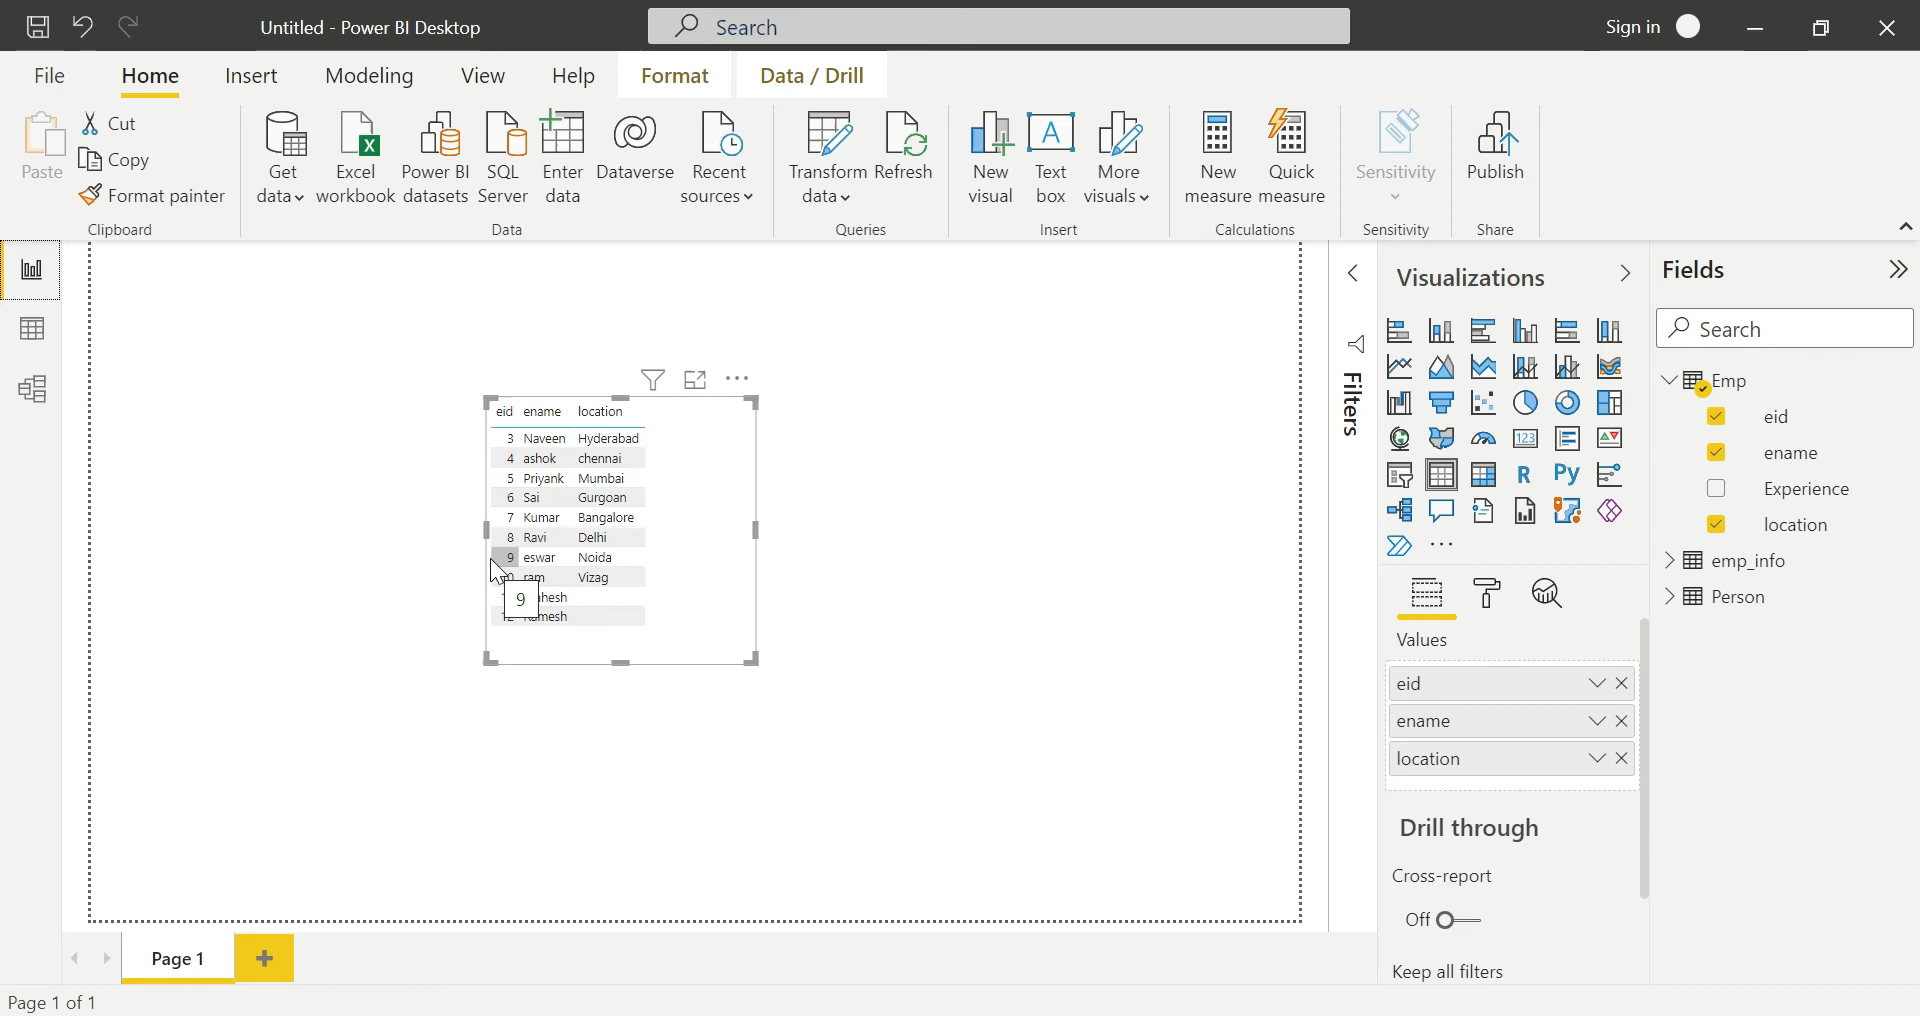 Untitled - Power BI Desktop
Search
Sign in
File
Home
Insert
Modeling
View
Help
Format
Data / Drill
Paste
Cut
Copy
Format painter
Clipboard
Get data
Excel workbook
Power BI datasets
SQL Server
Enter data
Dataverse
Recent sources
Data
Transform data
Refresh
Queries
New visual
Text box
More visuals
Insert
New measure
Quick measure
Calculations
Sensitivity
Sensitivity
Publish
Share
eid ename location
3 Naveen Hyderabad
4 ashok chennai
5 Priyank Mumbai
6 Sai Gurgoan
7 Kumar Bangalore
8 Ravi Delhi
9 eswar Noida
ram Vizag
9
Filters
Visualizations
123
R
Py
Values
eid
ename
location
Drill through
Cross-report
Off
Keep all filters
Fields
Search
Emp
eid
ename
Experience
location
emp_info
Person
Page 1
Page 1 of 1